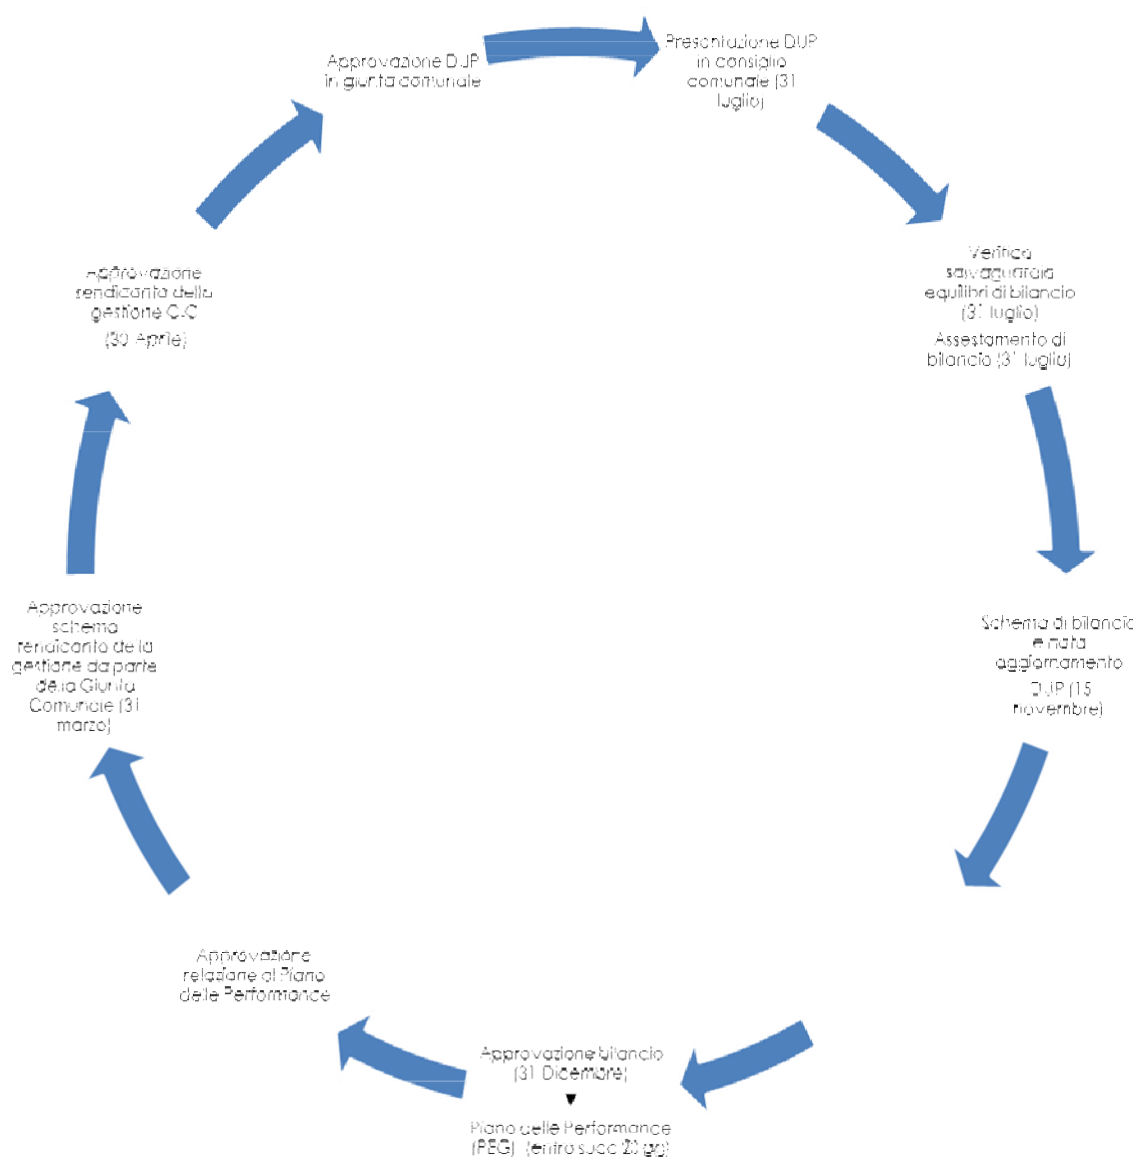 Approvazione DUP
in giunta comunale
Presentazione DUP
in consiglio
comunale (31
luglio)
Verifica
salvaguardia
equilibri di bilancio
(31 luglio)
Assestamento di
bilancio (31 luglio)
Schema di bilancio
e nota
aggiornamento
DUP (15
novembre)
Approvazione bilancio
(31 Dicembre)
Piano delle Performance
(PEG) (entro succ 20 gg)
Approvazione
relazione al Piano
delle Performance
Approvazione
schema
rendiconto della
gestione da parte
della Giunta
Comunale (31
marzo)
Approvazione
rendiconto della
gestione C.C
(30 Aprile)